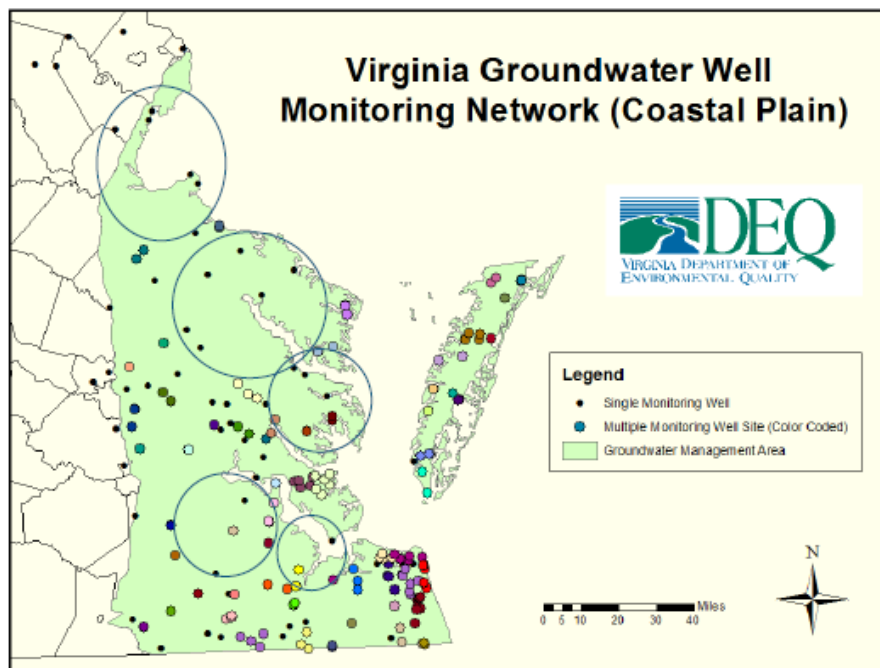 Virginia Groundwater Well
Monitoring Network (Coastal Plain)
DEQ
VIRGINIA DEPARTMENT OF
ENVIRONMENTAL QUALITY
Legend
Single Monitoring Well
Multiple Monitoring Well Site (Color Coded)
Groundwater Management Area
N
Miles
0 5 10 20 30 40